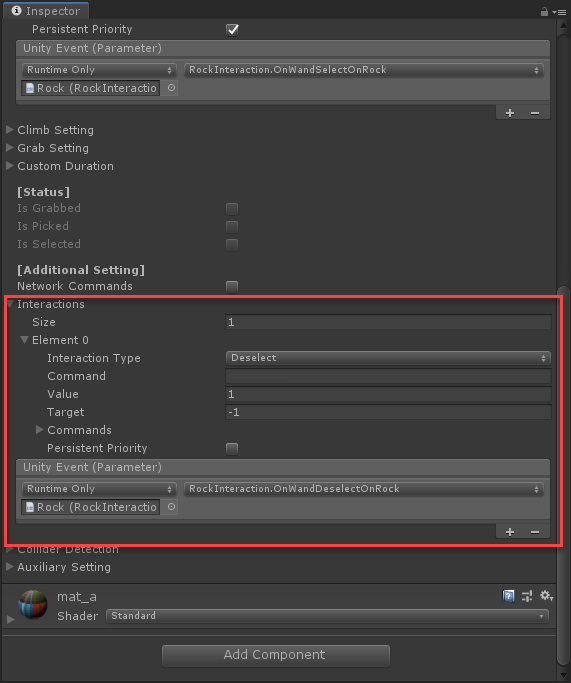 Inspector
Persistent Priority
Unity Event (Parameter)
Runtime Only RockInteraction.OnWandSelectOnRock
Rock (RockInteractio
+ −
Climb Setting
Grab Setting
Custom Duration
[Status]
Is Grabbed
Is Picked
Is Selected
[Additional Setting]
Network Commands
Interactions
Size 1
Element 0
Interaction Type Deselect
Command
Value 1
Target -1
Commands
Persistent Priority
Unity Event (Parameter)
Runtime Only RockInteraction.OnWandDeselectOnRock
Rock (RockInteractio
+ −
Collider Detection
Auxiliary Setting
mat_a
Shader Standard
Add Component